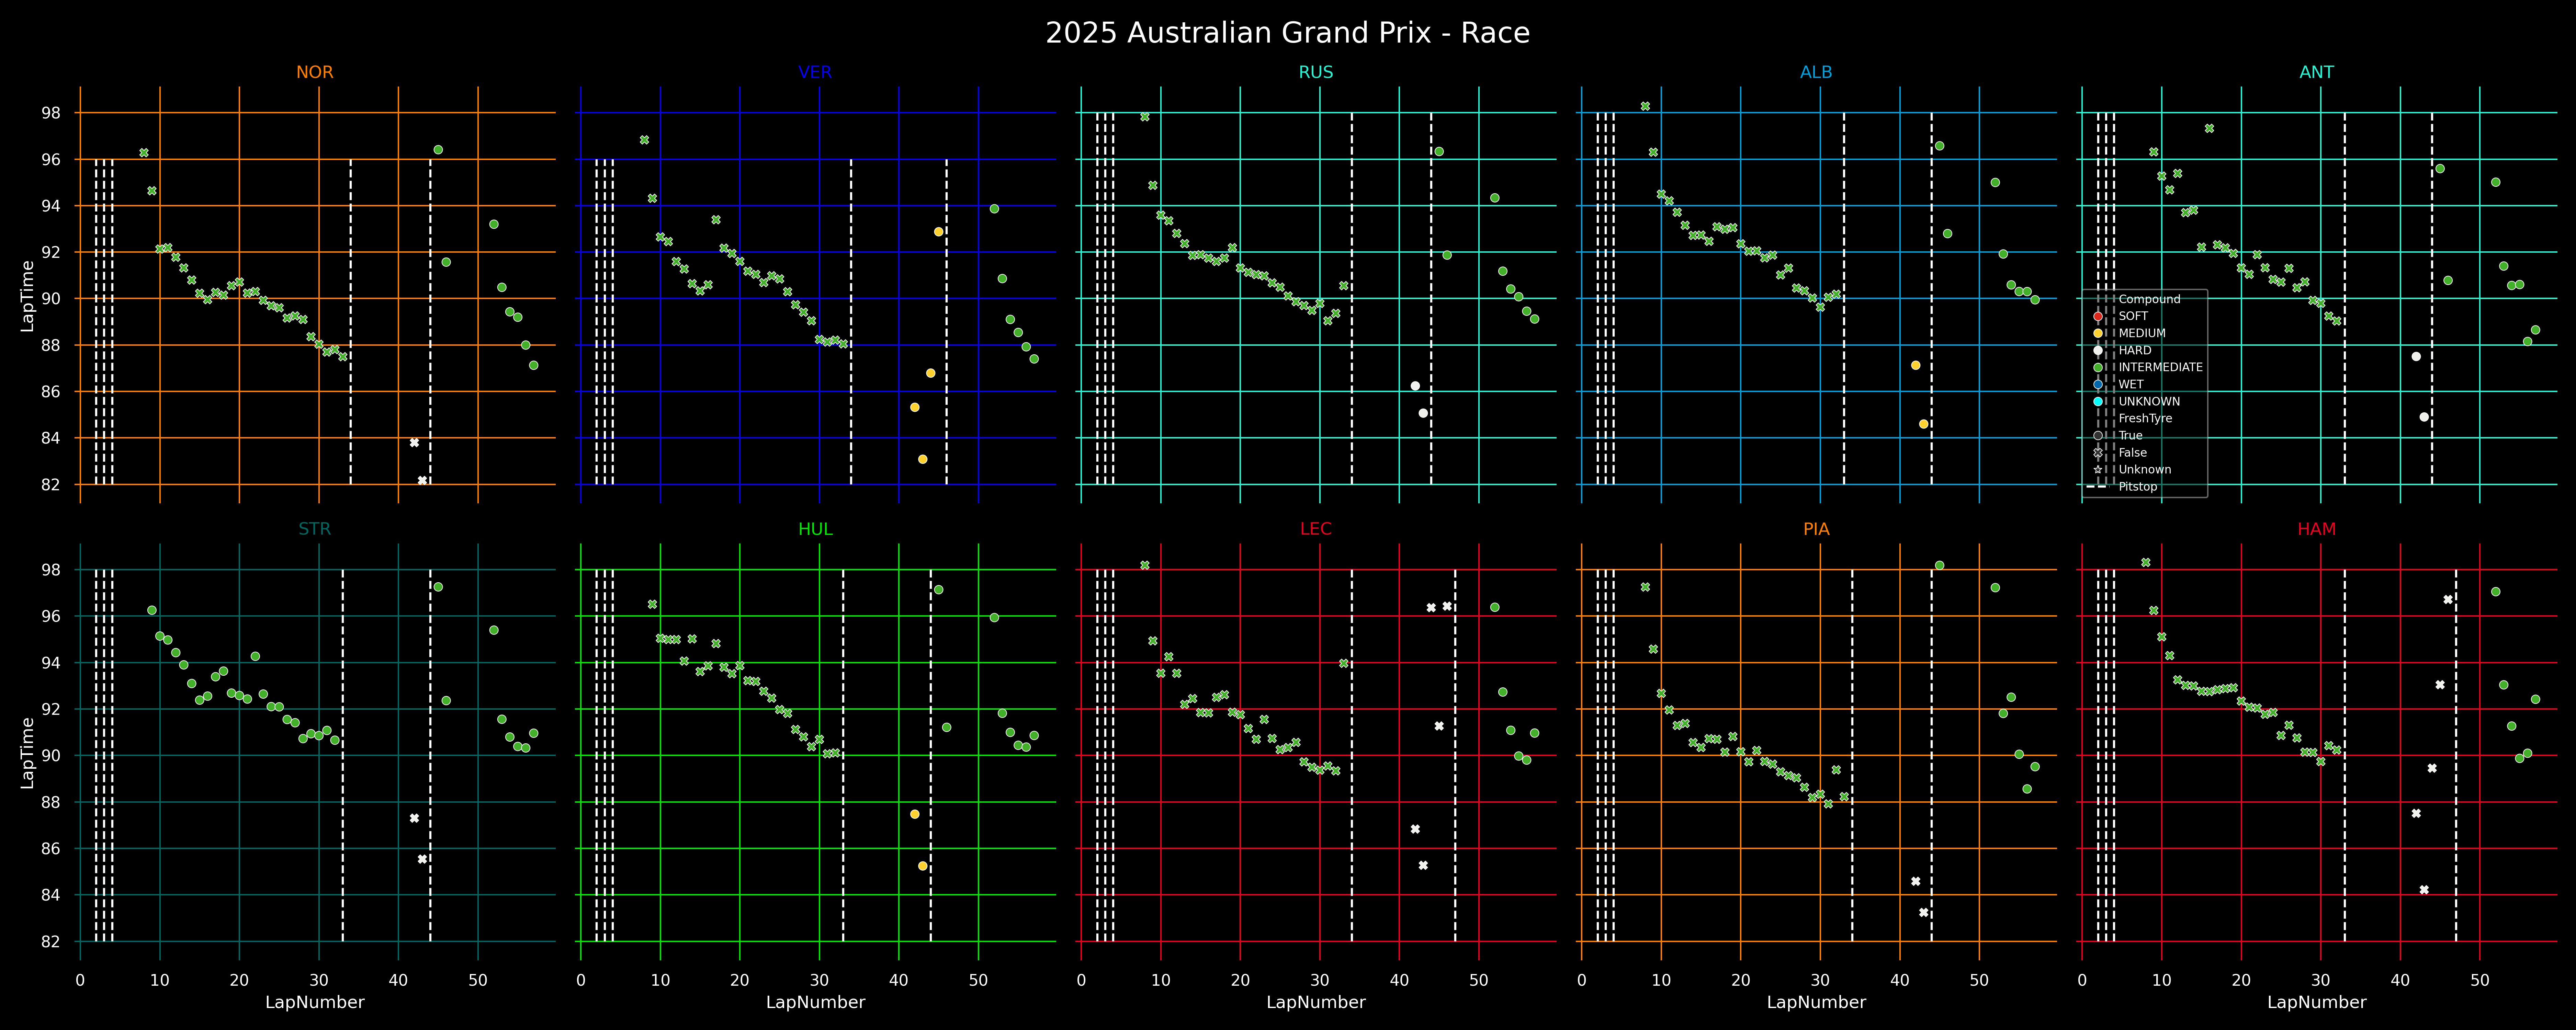 2025 Australian Grand Prix - Race
NOR VER RUS ALB ANT
98
96
94
92
90
88
86
84
82
LapTime
Compound
SOFT
MEDIUM
HARD
INTERMEDIATE
WET
UNKNOWN
FreshTyre
True
False
Unknown
Pitstop
STR HUL LEC PIA HAM
98
96
94
92
90
88
86
84
82
LapTime
0 10 20 30 40 50 0 10 20 30 40 50 0 10 20 30 40 50 0 10 20 30 40 50 0 10 20 30 40 50
LapNumber LapNumber LapNumber LapNumber LapNumber